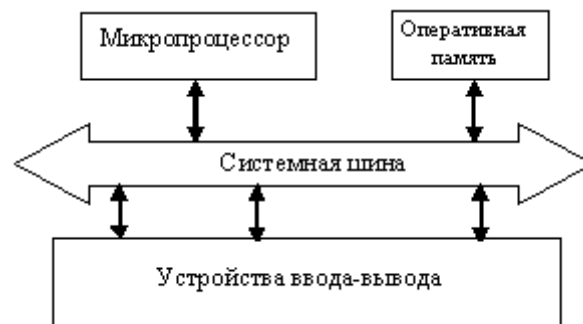 Микропроцессор
Оперативная
память
Системная шина
Устройства ввода-вывода